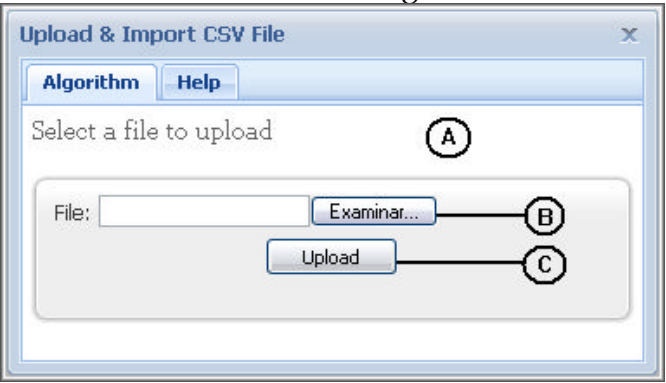 Upload & Import CSV File x
Algorithm Help
Select a file to upload A
File: Examinar... B
Upload C